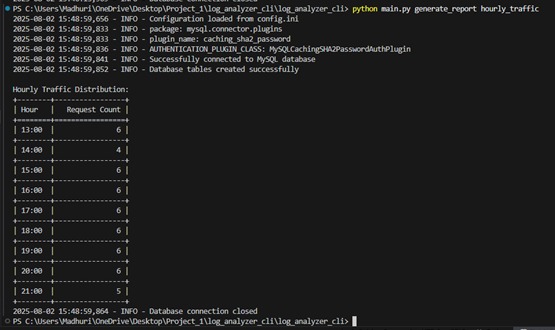 PS C:\Users\Madhuri\OneDrive\Desktop\Project_1\log_analyzer_cli\log_analyzer_cli> python main.py generate_report hourly_traffic
2025-08-02 15:48:59,656 - INFO - Configuration loaded from config.ini
2025-08-02 15:48:59,833 - INFO - package: mysql.connector.plugins
2025-08-02 15:48:59,833 - INFO - plugin_name: caching_sha2_password
2025-08-02 15:48:59,836 - INFO - AUTHENTICATION_PLUGIN_CLASS: MySQLCachingSHA2PasswordAuthPlugin
2025-08-02 15:48:59,841 - INFO - Successfully connected to MySQL database
2025-08-02 15:48:59,852 - INFO - Database tables created successfully

Hourly Traffic Distribution:
+--------+-----------------+
| Hour   |   Request Count |
+========+=================+
| 13:00  |               6 |
+--------+-----------------+
| 14:00  |               4 |
+--------+-----------------+
| 15:00  |               6 |
+--------+-----------------+
| 16:00  |               6 |
+--------+-----------------+
| 17:00  |               6 |
+--------+-----------------+
| 18:00  |               6 |
+--------+-----------------+
| 19:00  |               6 |
+--------+-----------------+
| 20:00  |               6 |
+--------+-----------------+
| 21:00  |               5 |
+--------+-----------------+
2025-08-02 15:48:59,864 - INFO - Database connection closed
PS C:\Users\Madhuri\OneDrive\Desktop\Project_1\log_analyzer_cli\log_analyzer_cli>